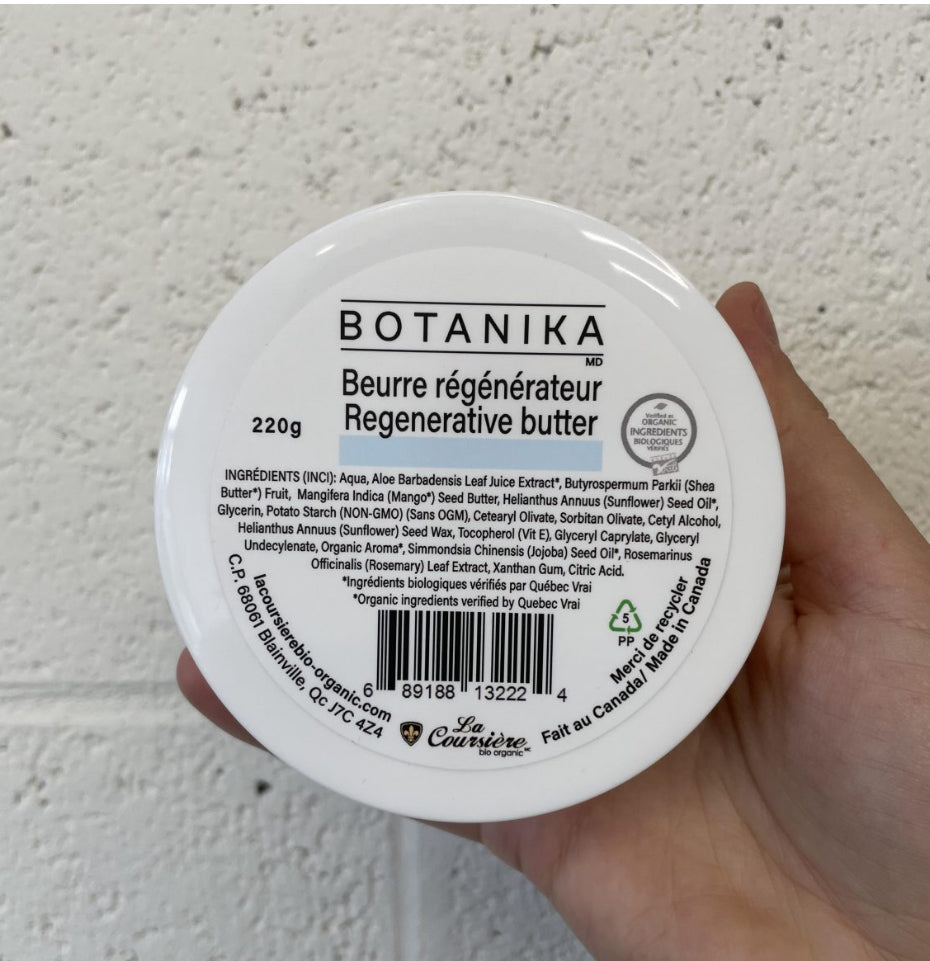 BOTANIKA
MD
Beurre régénérateur
Regenerative butter
220g
Verified as
ORGANIC
INGREDIENTS
BIOLOGIQUES
VÉRIFIÉS
INGRÉDIENTS (INCI): Aqua, Aloe Barbadensis Leaf Juice Extract*, Butyrospermum Parkii (Shea
Butter*) Fruit, Mangifera Indica (Mango*) Seed Butter, Helianthus Annuus (Sunflower) Seed Oil*,
Glycerin, Potato Starch (NON-GMO) (Sans OGM), Cetearyl Olivate, Sorbitan Olivate, Cetyl Alcohol,
Helianthus Annuus (Sunflower) Seed Wax, Tocopherol (Vit E), Glyceryl Caprylate, Glyceryl
Undecylenate, Organic Aroma*, Simmondsia Chinensis (Jojoba) Seed Oil*, Rosemarinus
Officinalis (Rosemary) Leaf Extract, Xanthan Gum, Citric Acid.
*Ingrédients biologiques vérifiés par Québec Vrai
*Organic ingredients verified by Quebec Vrai
lacoursierebio-organic.com
C.P. 68061 Blainville, Qc J7C 4Z4
6 89188 13222 4
La
Coursière
bio organic
5
PP
Merci de recycler
Fait au Canada/ Made in Canada